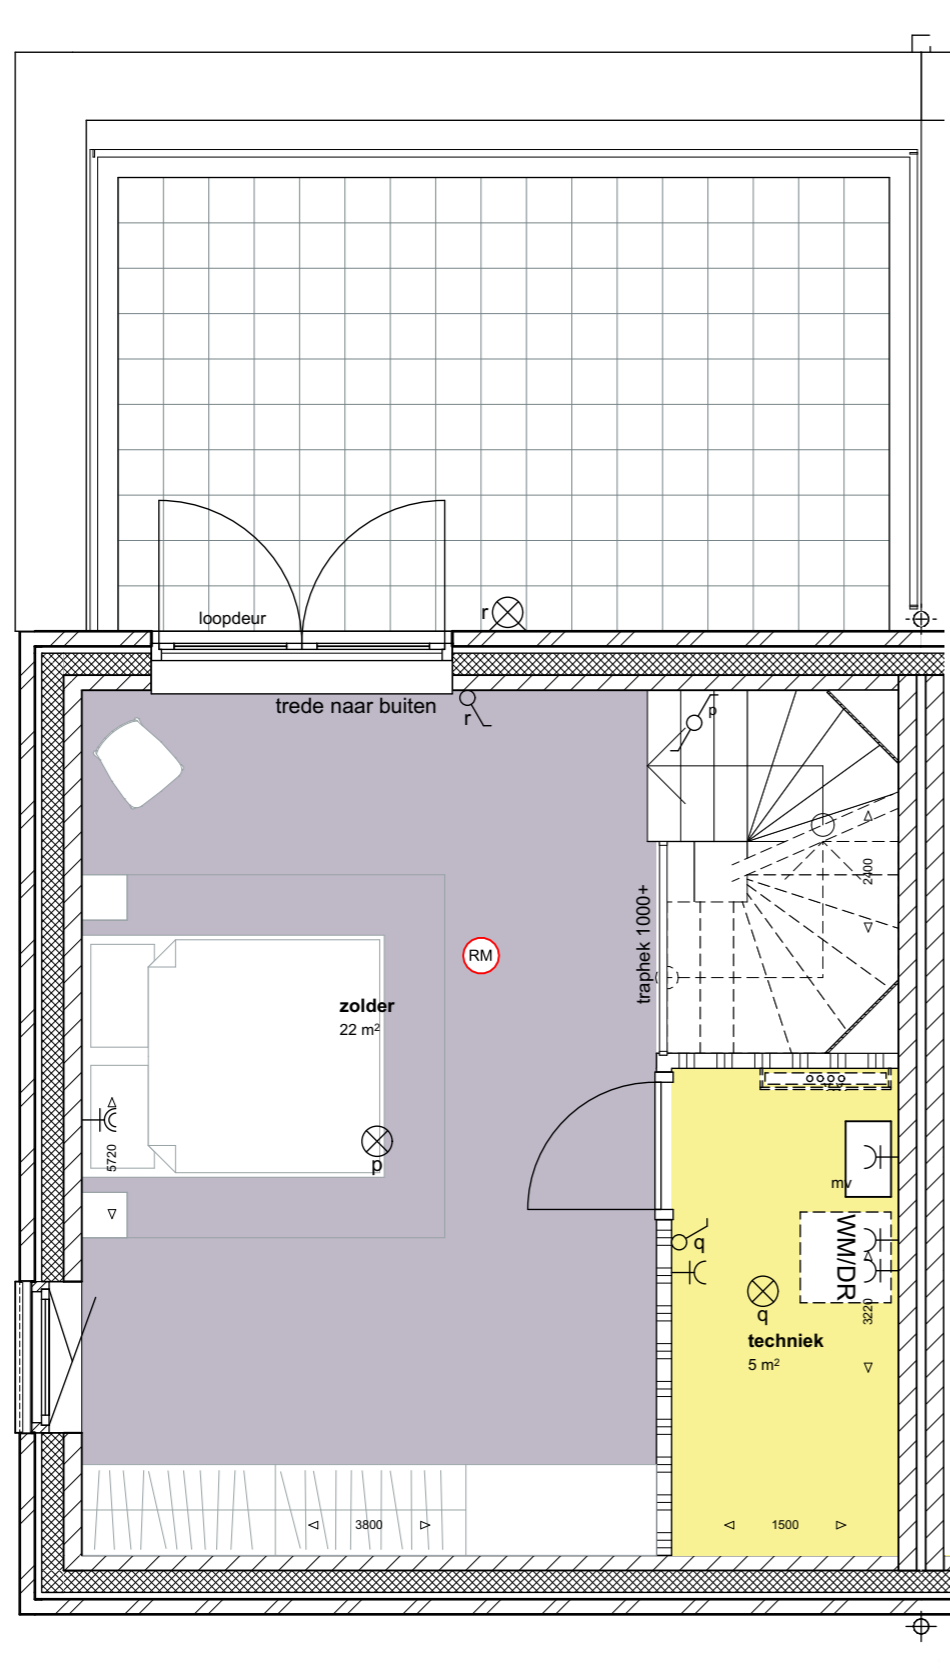 r
loopdeur
trede naar buiten
r
p
2400
traphek 1000+
RM
zolder
22 m²
5720
p
mv
WM/DR
q
q
3220
techniek
5 m²
3800
1500